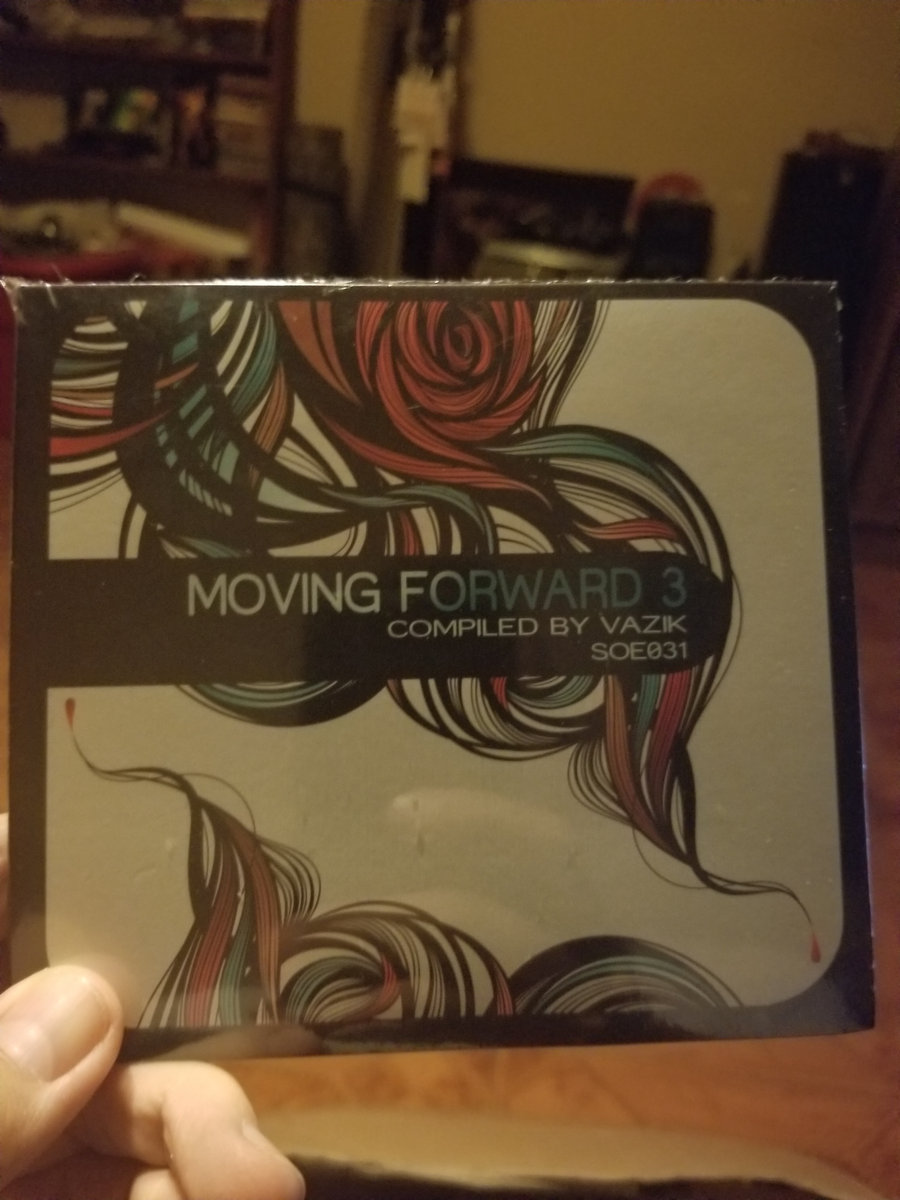 MOVING FORWARD 3
COMPILED BY VAZIK
SOE031